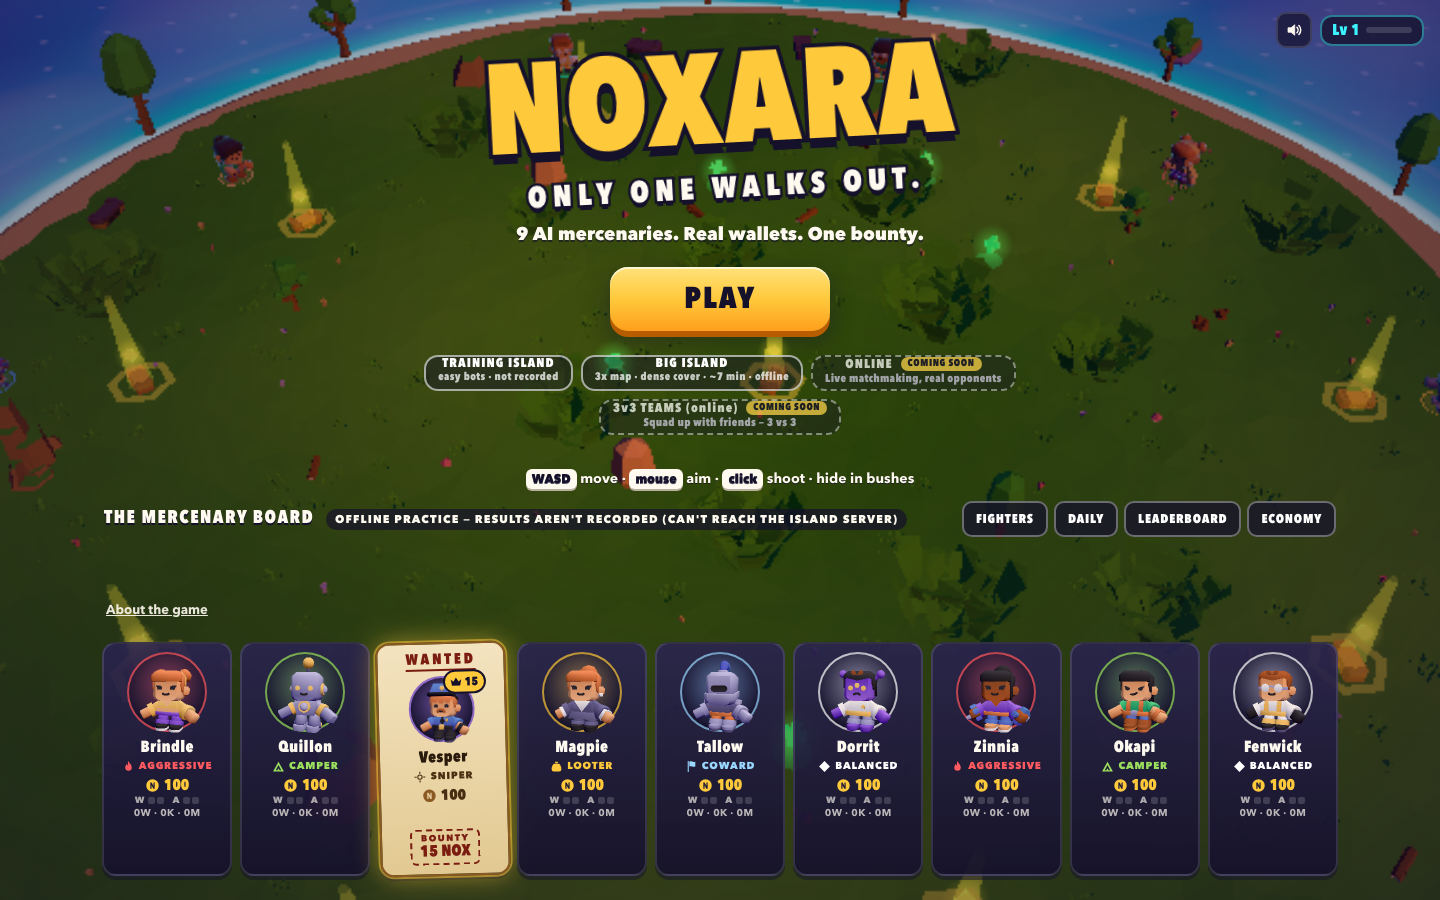 Lv 1
NOXARA
ONLY ONE WALKS OUT.
9 AI mercenaries. Real wallets. One bounty.
PLAY
TRAINING ISLAND
easy bots · not recorded
BIG ISLAND
3x map · dense cover · ~7 min · offline
ONLINE COMING SOON
Live matchmaking, real opponents
3v3 TEAMS (online) COMING SOON
Squad up with friends – 3 vs 3
WASD move · mouse aim · click shoot · hide in bushes
THE MERCENARY BOARD
OFFLINE PRACTICE — RESULTS AREN'T RECORDED (CAN'T REACH THE ISLAND SERVER)
FIGHTERS DAILY LEADERBOARD ECONOMY
About the game
Brindle
AGGRESSIVE
N 100
W A
0W · 0K · 0M
Quillon
CAMPER
N 100
W A
0W · 0K · 0M
WANTED
15
Vesper
SNIPER
N 100
BOUNTY
15 NOX
Magpie
LOOTER
N 100
W A
0W · 0K · 0M
Tallow
COWARD
N 100
W A
0W · 0K · 0M
Dorrit
BALANCED
N 100
W A
0W · 0K · 0M
Zinnia
AGGRESSIVE
N 100
W A
0W · 0K · 0M
Okapi
CAMPER
N 100
W A
0W · 0K · 0M
Fenwick
BALANCED
N 100
W A
0W · 0K · 0M